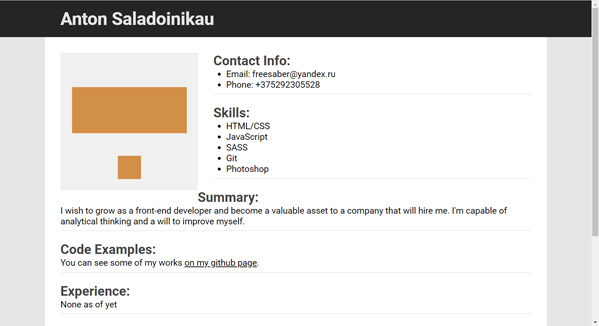 Anton Saladoinikau
Contact Info:
Email: freesaber@yandex.ru
Phone: +375292305528
Skills:
HTML/CSS
JavaScript
SASS
Git
Photoshop
Summary:
I wish to grow as a front-end developer and become a valuable asset to a company that will hire me. I'm capable of
analytical thinking and a will to improve myself.
Code Examples:
You can see some of my works on my github page.
Experience:
None as of yet